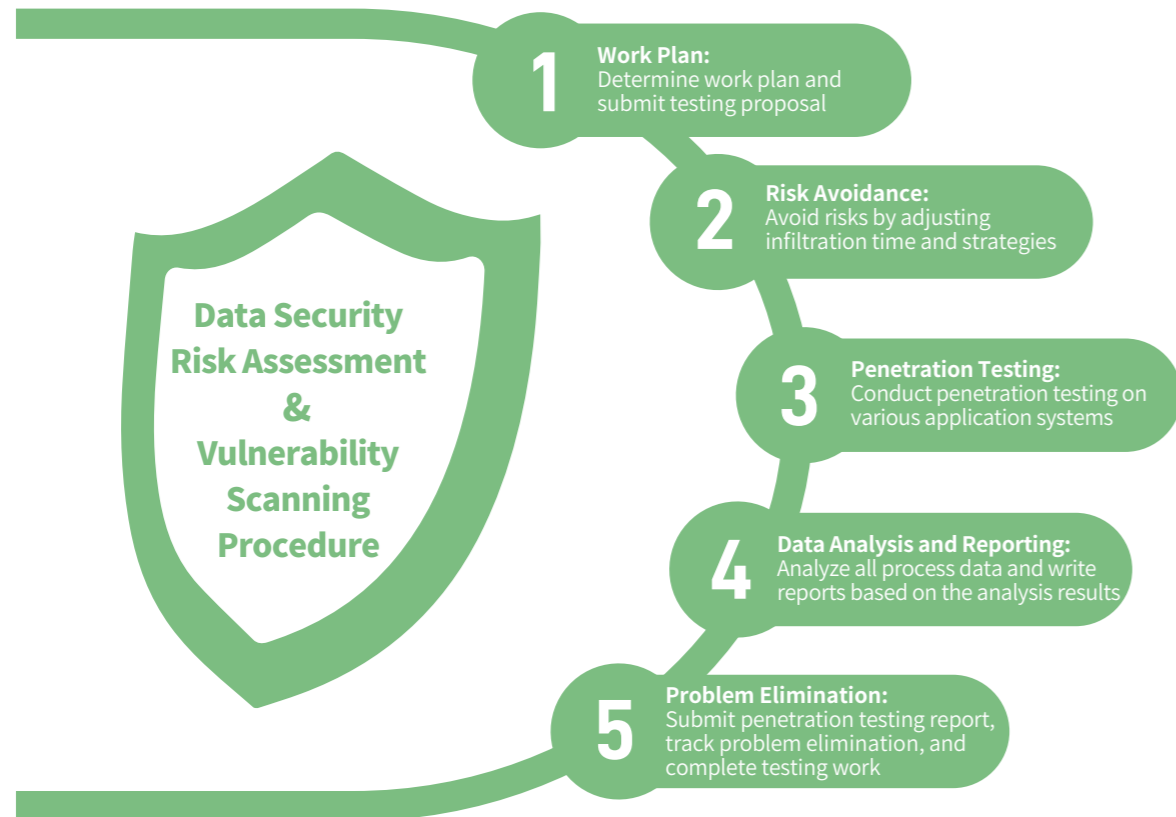 Data Security
Risk Assessment
&
Vulnerability
Scanning
Procedure
1
Work Plan:
Determine work plan and
submit testing proposal
2
Risk Avoidance:
Avoid risks by adjusting
infiltration time and strategies
3
Penetration Testing:
Conduct penetration testing on
various application systems
4
Data Analysis and Reporting:
Analyze all process data and write
reports based on the analysis results
5
Problem Elimination:
Submit penetration testing report,
track problem elimination, and
complete testing work